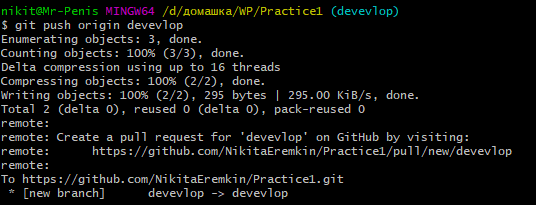 nikit@Mr-Penis MINGW64 /d/домашка/WP/Practice1 (devevlop)
$ git push origin devevlop
Enumerating objects: 3, done.
Counting objects: 100% (3/3), done.
Delta compression using up to 16 threads
Compressing objects: 100% (2/2), done.
Writing objects: 100% (2/2), 295 bytes | 295.00 KiB/s, done.
Total 2 (delta 0), reused 0 (delta 0), pack-reused 0
remote:
remote: Create a pull request for 'devevlop' on GitHub by visiting:
remote:      https://github.com/NikitaEremkin/Practice1/pull/new/devevlop
remote:
To https://github.com/NikitaEremkin/Practice1.git
 * [new branch]      devevlop -> devevlop